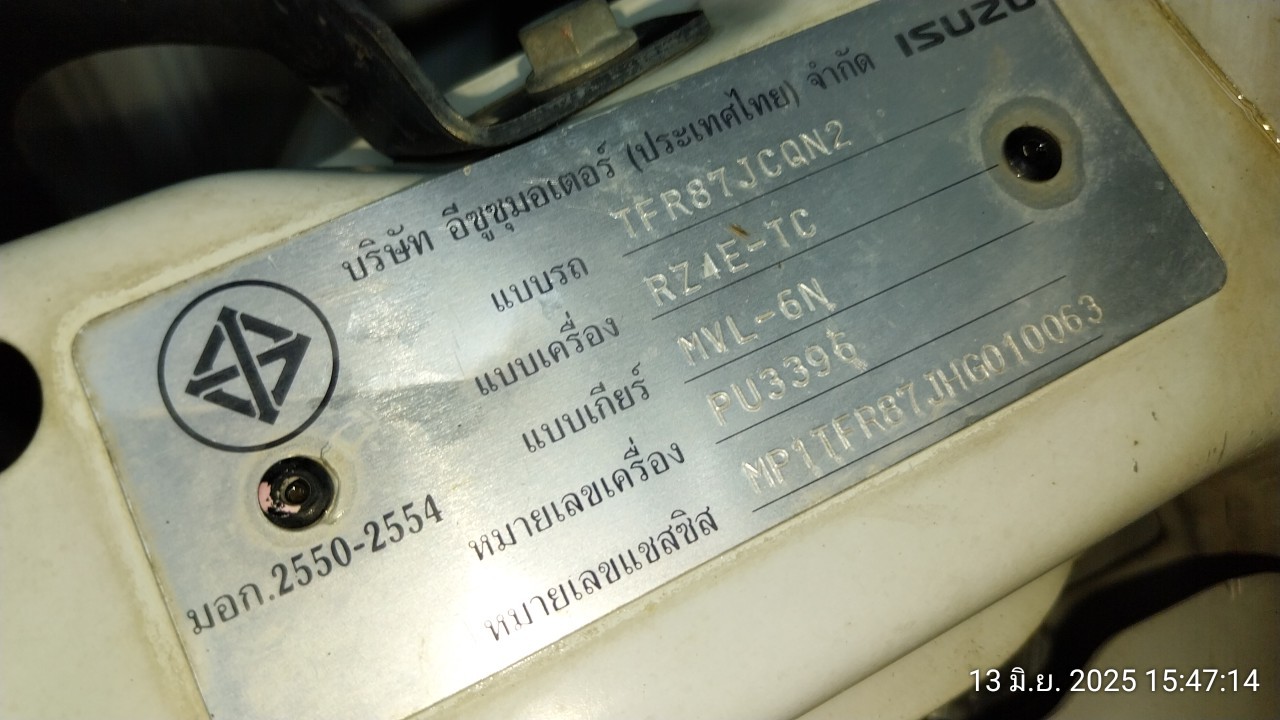 ISUZU
บริษัท อีซูซุมอเตอร์ (ประเทศไทย) จำกัด
แบบรถ TFR87JCQN2
แบบเครื่อง RZ4E-TC
แบบเกียร์ MVL-6N
หมายเลขเครื่อง PU3396
หมายเลขแชสซิส MP1TFR87JHG010063
มอก.2550-2554
13 มิ.ย. 2025 15:47:14